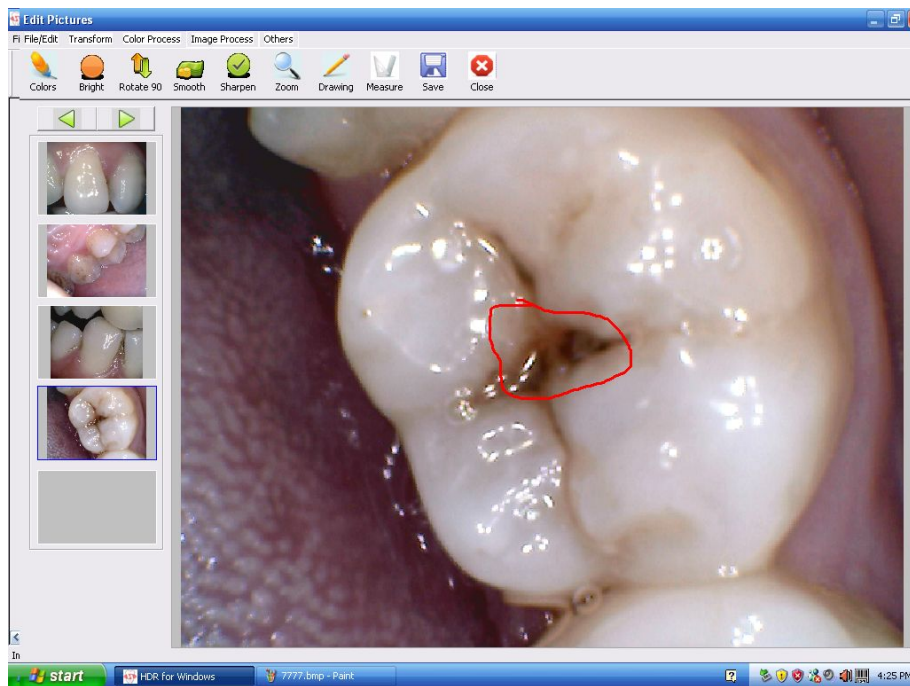 Edit Pictures
Fi File/Edit Transform Color Process Image Process Others
Colors Bright Rotate 90 Smooth Sharpen Zoom Drawing Measure Save Close
In
start HDR for Windows 7777.bmp - Paint 4:25 PM